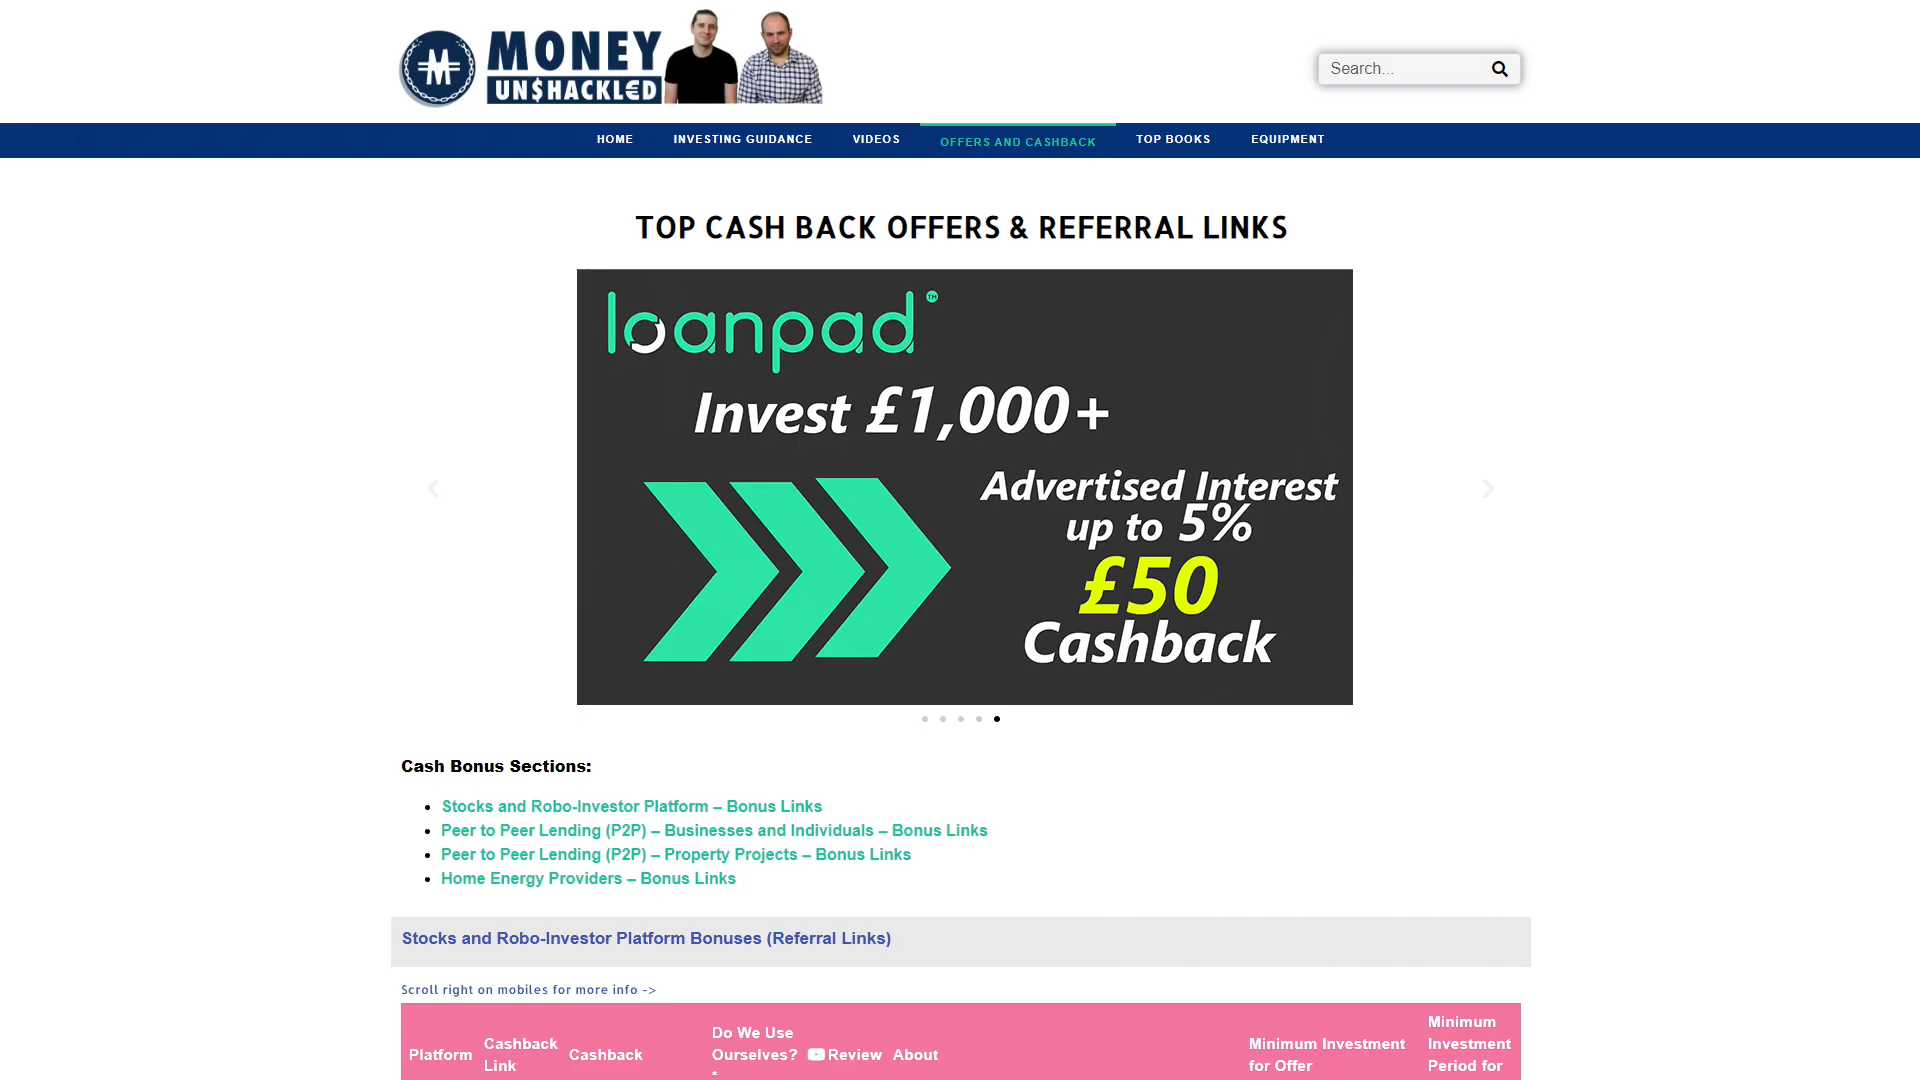 MONEY
UN$HACKL€D
Search...
HOME
INVESTING GUIDANCE
VIDEOS
OFFERS AND CASHBACK
TOP BOOKS
EQUIPMENT
TOP CASH BACK OFFERS & REFERRAL LINKS
loanpad™
Invest £1,000+
Advertised Interest
up to 5%
£50
Cashback
Cash Bonus Sections:
Stocks and Robo-Investor Platform – Bonus Links
Peer to Peer Lending (P2P) – Businesses and Individuals – Bonus Links
Peer to Peer Lending (P2P) – Property Projects – Bonus Links
Home Energy Providers – Bonus Links
Stocks and Robo-Investor Platform Bonuses (Referral Links)
Scroll right on mobiles for more info ->
Platform
Cashback
Link
Cashback
Do We Use
Ourselves?
*
Review
About
Minimum Investment
for Offer
Minimum
Investment
Period for